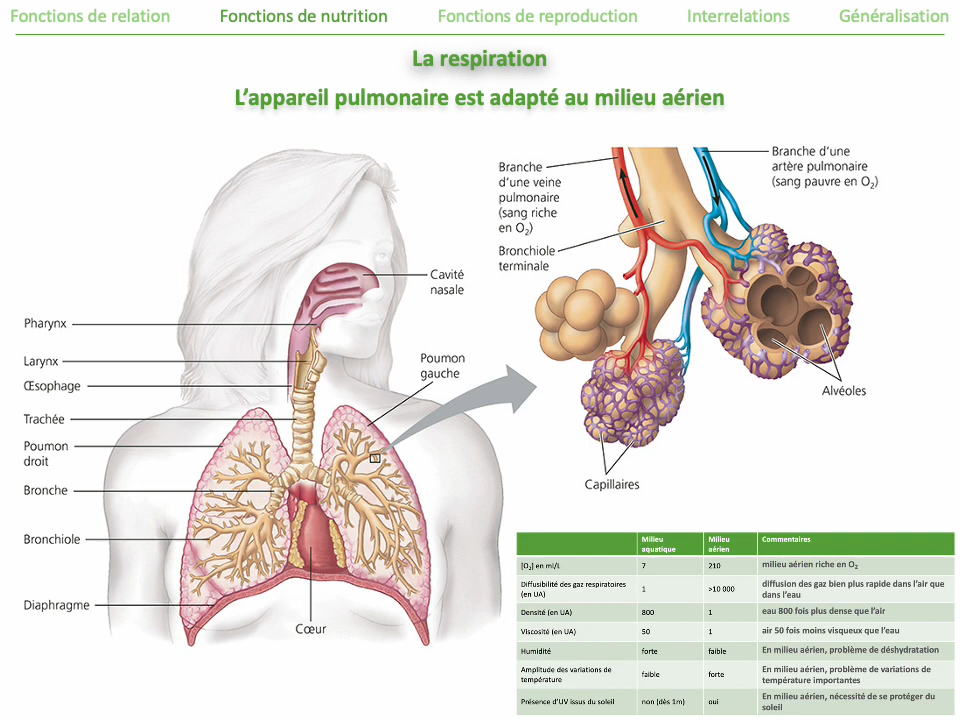 Fonctions de relation Fonctions de nutrition Fonctions de reproduction Interrelations Généralisation
La respiration
L'appareil pulmonaire est adapté au milieu aérien
Pharynx
Larynx
Œsophage
Trachée
Poumon
droit
Bronche
Bronchiole
Diaphragme
Cavité
nasale
Poumon
gauche
Cœur
Branche
d'une veine
pulmonaire
(sang riche
en O₂)
Bronchiole
terminale
Branche d'une
artère pulmonaire
(sang pauvre en O₂)
Alvéoles
Capillaires
Milieu
aquatique
Milieu
aérien
Commentaires
[O₂] en ml/L 7 210 milieu aérien riche en O₂
Diffusibilité des gaz respiratoires
(en UA)
1 >10 000
diffusion des gaz bien plus rapide dans l'air que
dans l'eau
Densité (en UA) 800 1 eau 800 fois plus dense que l'air
Viscosité (en UA) 50 1 air 50 fois moins visqueux que l'eau
Humidité forte faible En milieu aérien, problème de déshydratation
Amplitude des variations de
température
faible forte
En milieu aérien, problème de variations de
température importantes
Présence d'UV issus du soleil non (dès 1m) oui
En milieu aérien, nécessité de se protéger du
soleil